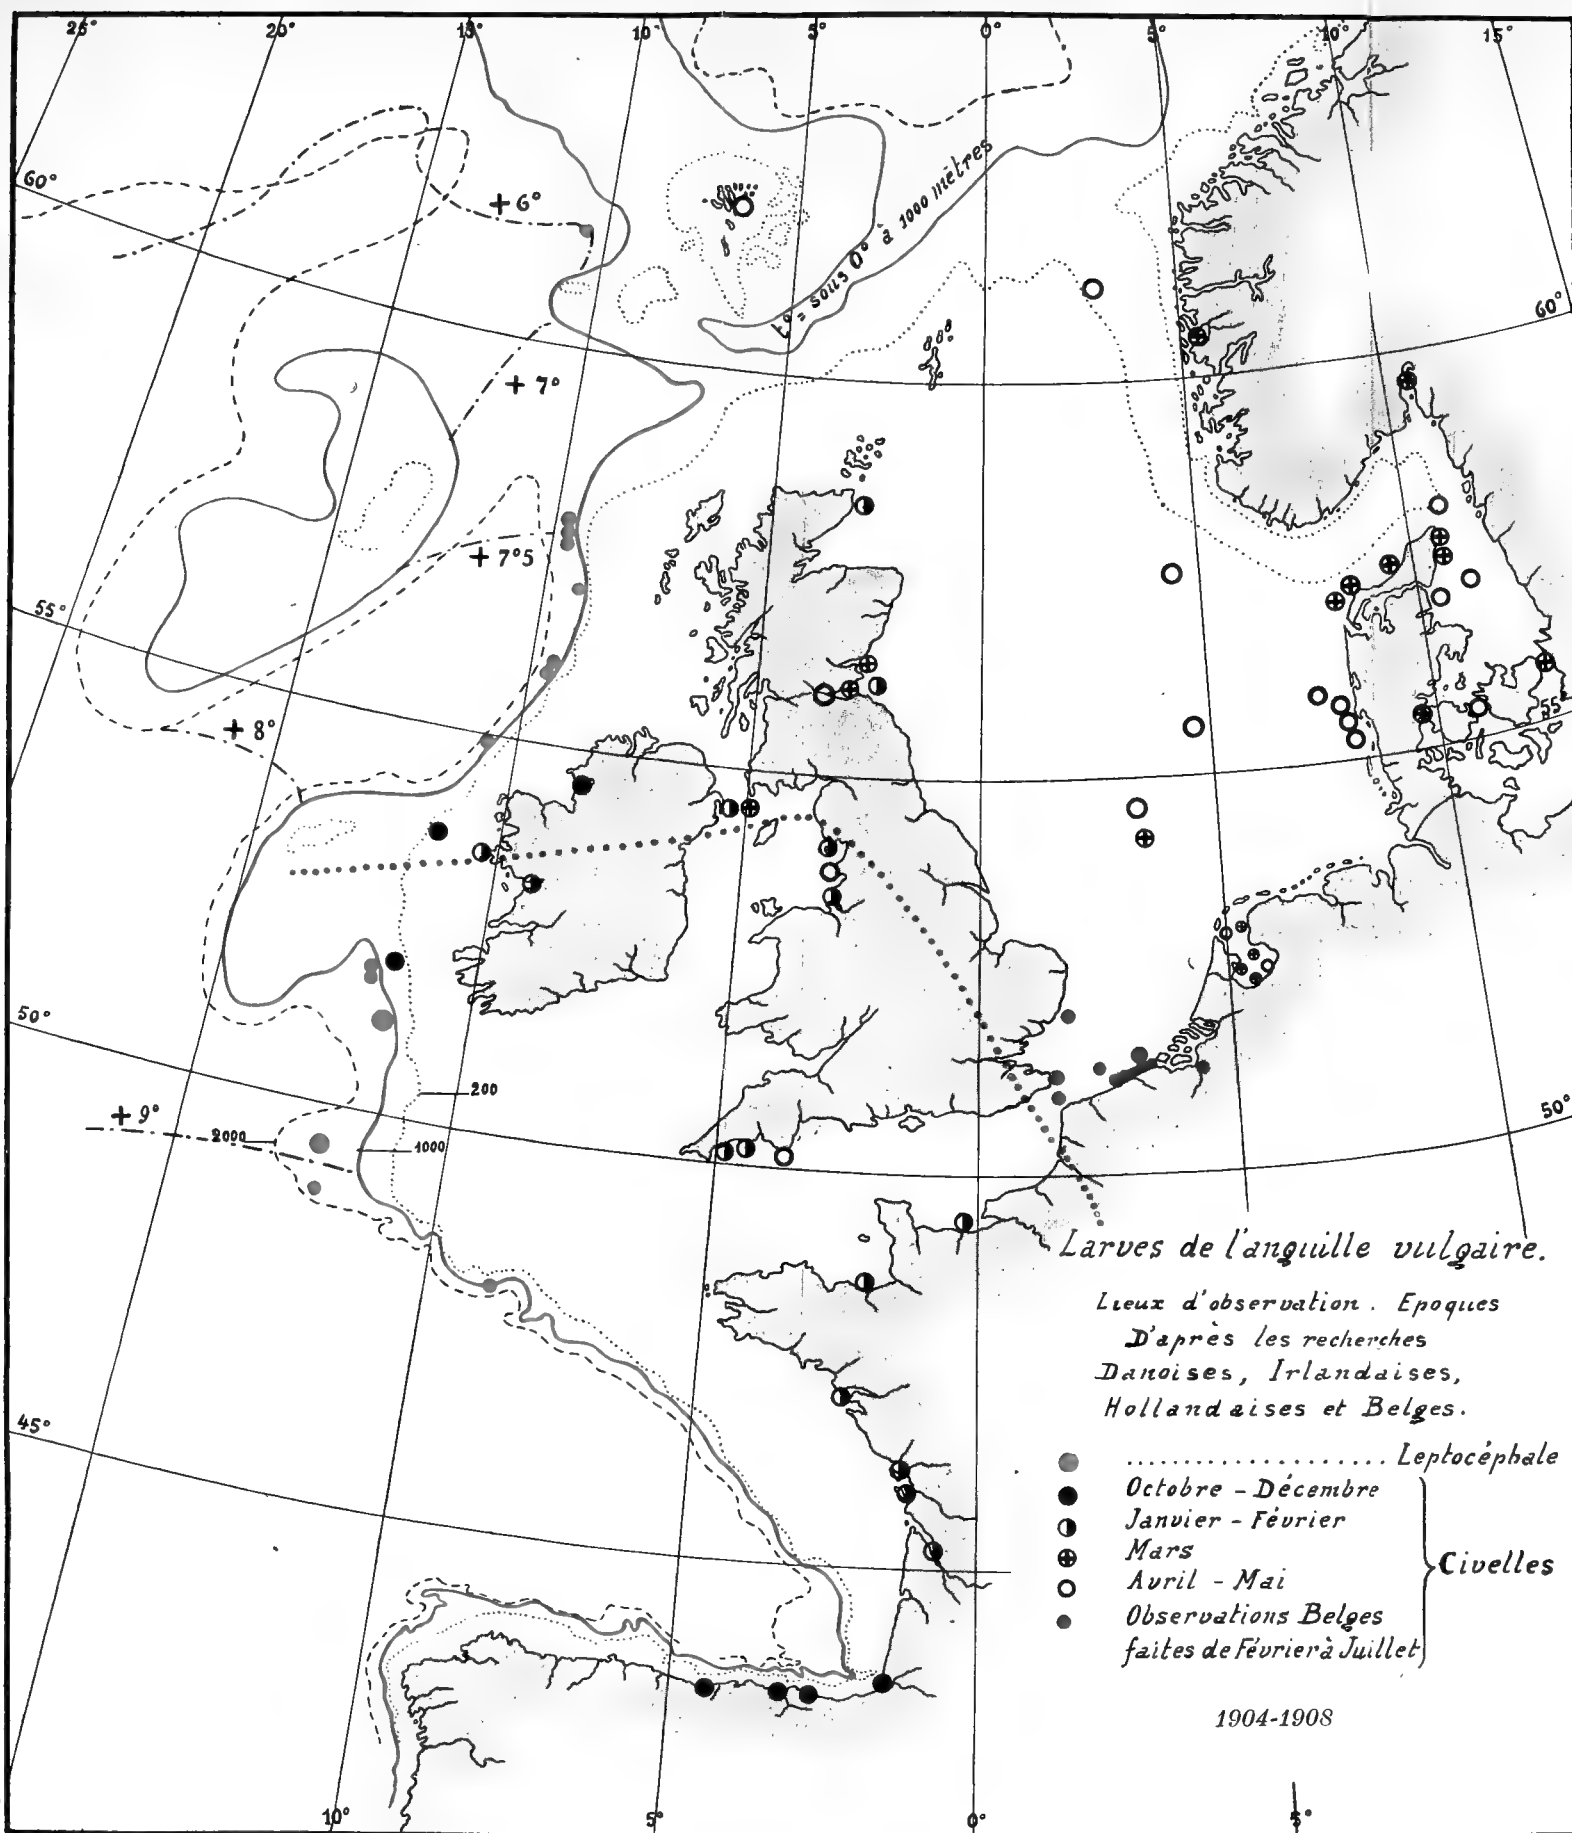 25° 20° 15° 10° 5° 0° 5° 10° 15°
60°
+6°
t° = sous 0° à 1000 mètres
60°
+7°
+7°5
55°
+8°
55°
50°
200
+9°
2000
1000
50°
Larves de l'anguille vulgaire.
Lieux d'observation. Epoques
D'après les recherches
Danoises, Irlandaises,
Hollandaises et Belges.
45°
.................... Leptocéphale
Octobre - Décembre
Janvier - Février
Mars
Civelles
Avril - Mai
Observations Belges
faites de Février à Juillet
1904-1908
10° 5° 0° 5°